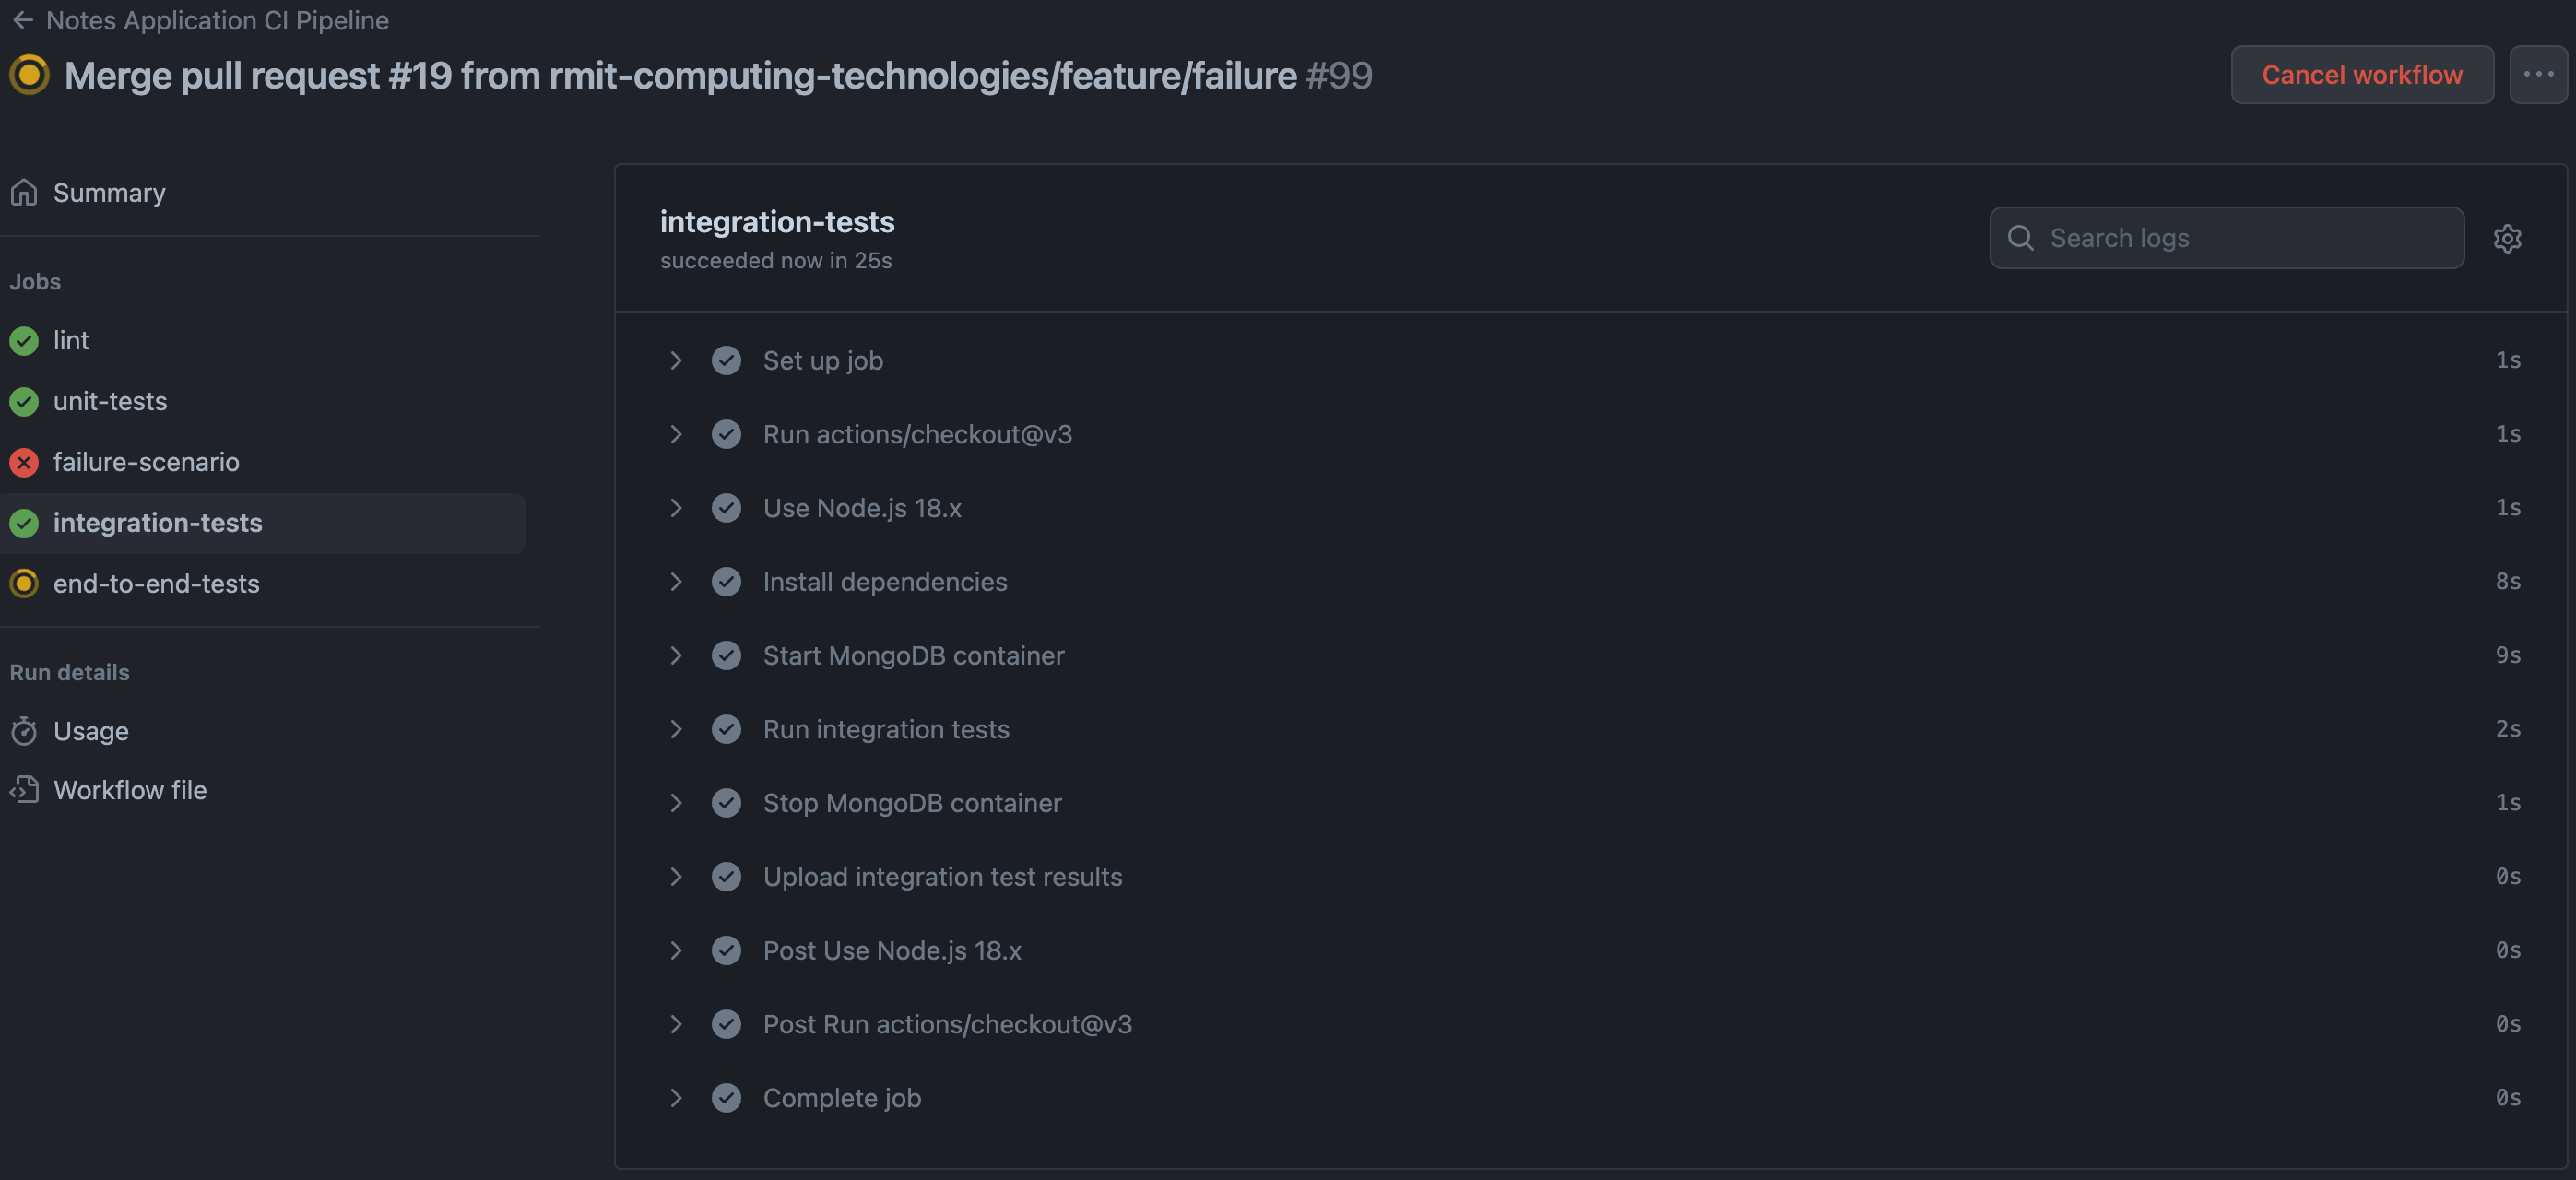 Notes Application CI Pipeline
Merge pull request #19 from rmit-computing-technologies/feature/failure #99
Cancel workflow
Summary
Jobs
lint
unit-tests
failure-scenario
integration-tests
end-to-end-tests
Run details
Usage
Workflow file
integration-tests
succeeded now in 25s
Search logs
Set up job 1s
Run actions/checkout@v3 1s
Use Node.js 18.x 1s
Install dependencies 8s
Start MongoDB container 9s
Run integration tests 2s
Stop MongoDB container 1s
Upload integration test results 0s
Post Use Node.js 18.x 0s
Post Run actions/checkout@v3 0s
Complete job 0s